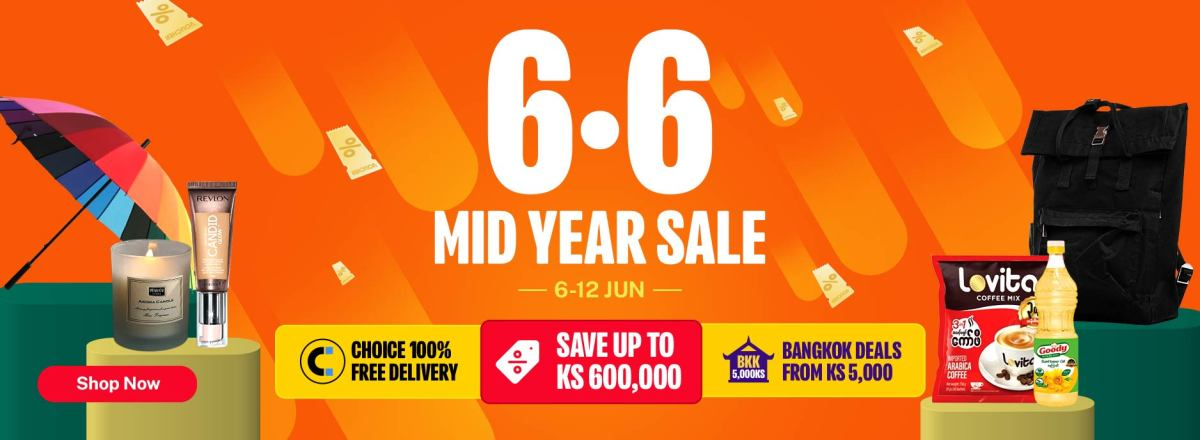 6.6
MID YEAR SALE
6-12 JUN
CHOICE 100%
FREE DELIVERY
SAVE UP TO
KS 600,000
BKK
5,000KS
BANGKOK DEALS
FROM KS 5,000
Shop Now
REVLON
CANDID
GLOW
AROMA CANDLE
Lovita
COFFEE MIX
3 in 1
IMPORTED
ARABICA
COFFEE
Goody
%
%
%
%
VOUCHER